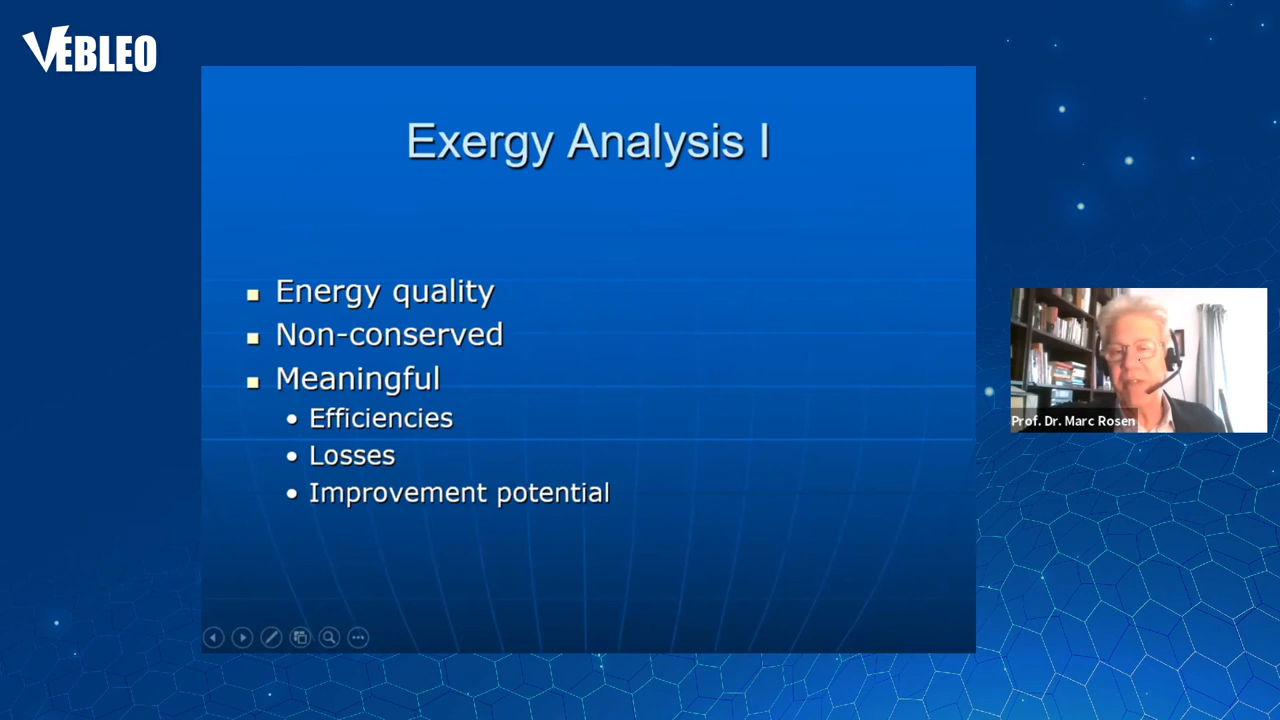 VEBLEO
Exergy Analysis I
Energy quality
Non-conserved
Meaningful
Efficiencies
Losses
Improvement potential
Prof. Dr. Marc Rosen